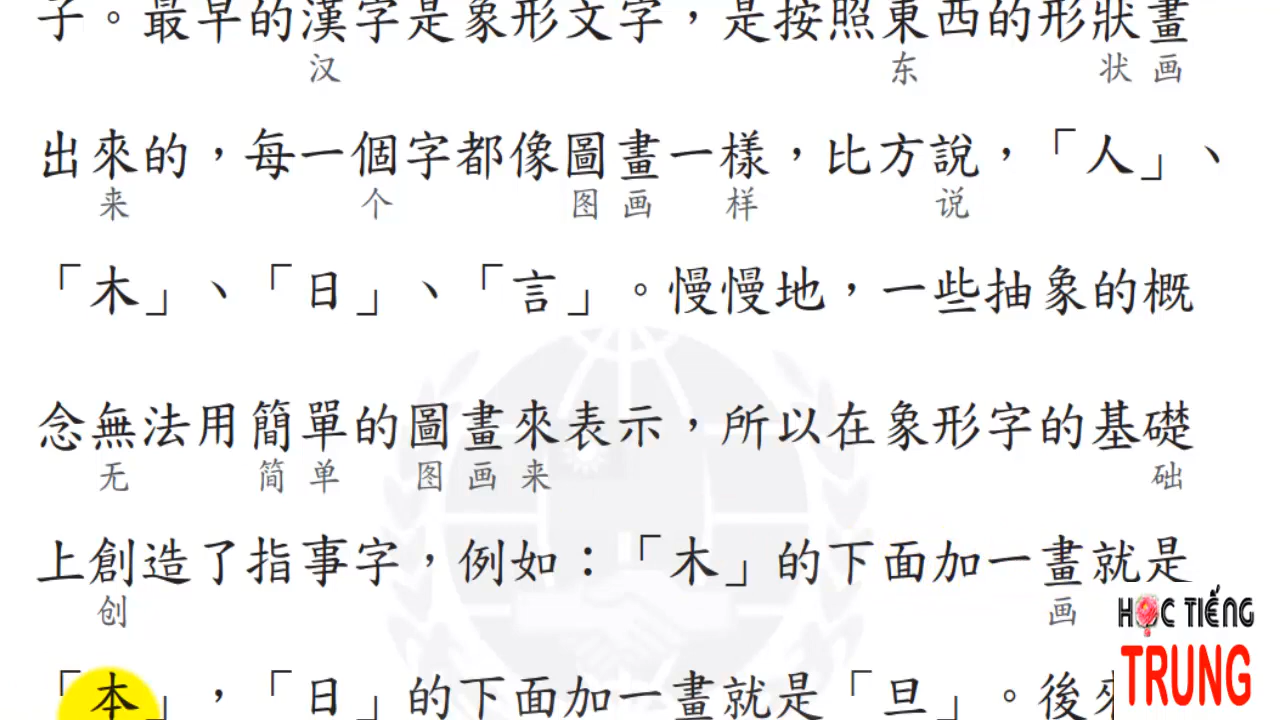 子。最早的漢字是象形文字，是按照東西的形狀畫
汉 东 状 画
出來的，每一個字都像圖畫一樣，比方說，「人」、
来 个 图 画 样 说
「木」、「日」、「言」。慢慢地，一些抽象的概
念無法用簡單的圖畫來表示，所以在象形字的基礎
无 简 单 图 画 来 础
上創造了指事字，例如：「木」的下面加一畫就是
创 画
「本」，「日」的下面加一畫就是「旦」。後來
HỌC TIẾNG
TRUNG